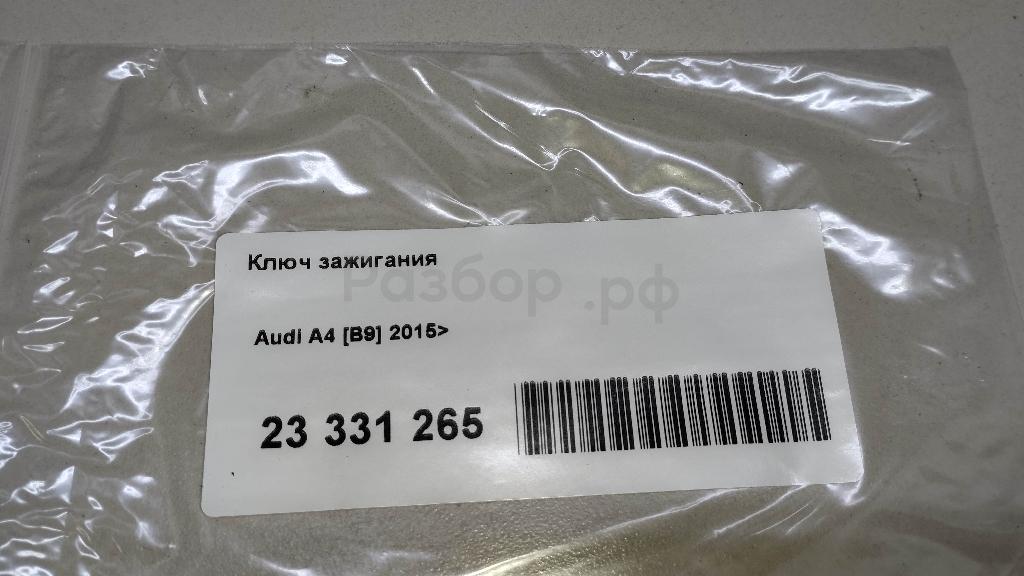 Ключ зажигания
Разбор.рф
Audi A4 [B9] 2015>
23 331 265